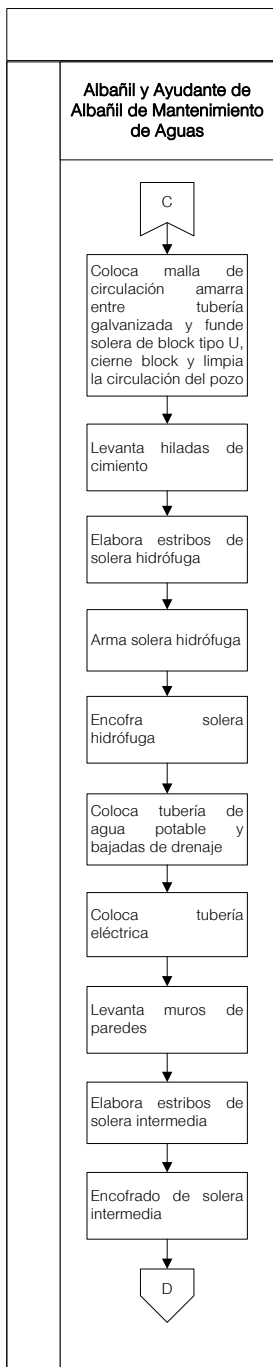 Albañil y Ayudante de
Albañil de Mantenimiento
de Aguas
C
Coloca malla de
circulación amarra
entre tubería
galvanizada y funde
solera de block tipo U,
cierne block y limpia
la circulación del pozo
Levanta hiladas de
cimiento
Elabora estribos de
solera hidrófuga
Arma solera hidrófuga
Encofra solera
hidrófuga
Coloca tubería de
agua potable y
bajadas de drenaje
Coloca tubería
eléctrica
Levanta muros de
paredes
Elabora estribos de
solera intermedia
Encofrado de solera
intermedia
D